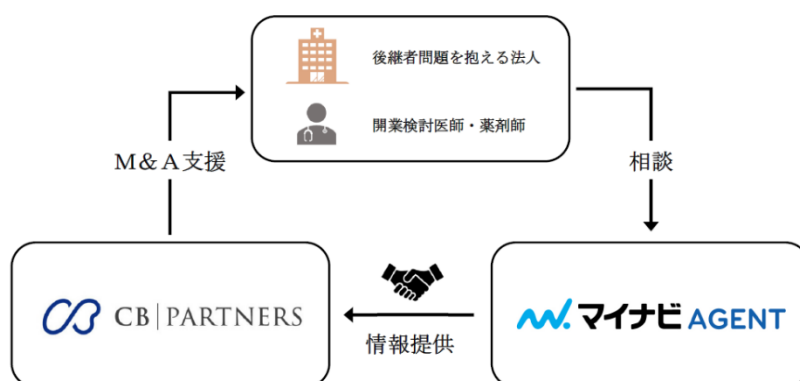 後継者問題を抱える法人
開業検討医師・薬剤師
M&A支援
相談
CB|PARTNERS
情報提供
マイナビ AGENT